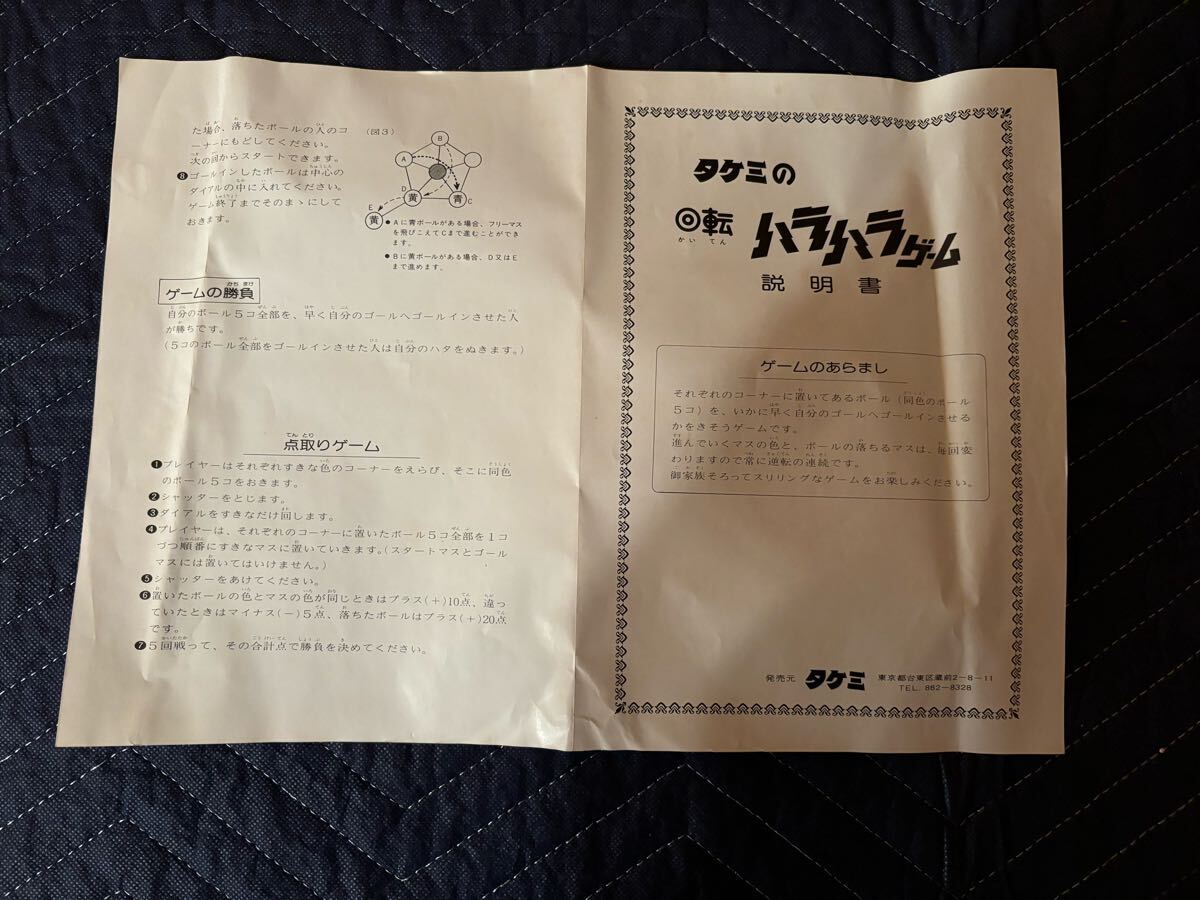 た場合、落ちたボールの人のコ
ーナーにもどしてください。
次の回からスタートできます。
❽ゴールインしたボールは中心の
ダイアルの中に入れてください。
ゲーム終了までそのまゝにして
おきます。
(図3)
B
A
D
黄
青
C
E
黄
●Aに青ボールがある場合、フリーマス
を飛びこえてCまで進むことができ
ます。
●Bに黄ボールがある場合、D又はE
まで進めます。
ゲームの勝負
自分のボール5コ全部を、早く自分のゴールへゴールインさせた人
が勝ちです。
(5コのボール全部をゴールインさせた人は自分のハタをぬきます。)
点取りゲーム
❶プレイヤーはそれぞれすきな色のコーナーをえらび、そこに同色
のボール5コをおきます。
❷シャッターをとじます。
❸ダイアルをすきなだけ回します。
❹プレイヤーは、それぞれのコーナーに置いたボール5コ全部を1コ
づつ順番にすきなマスに置いていきます。(スタートマスとゴール
マスには置いてはいけません。)
❺シャッターをあけてください。
❻置いたボールの色とマスの色が同じときはプラス(+)10点、違っ
ていたときはマイナス(−)5点、落ちたボールはプラス(+)20点
です。
❼5回戦って、その合計点で勝負を決めてください。
タケミの
回転
かいてん
ハラハラゲーム
説明書
ゲームのあらまし
それぞれのコーナーに置いてあるボール(同色のボール
5コ)を、いかに早く自分のゴールへゴールインさせる
かをきそうゲームです。
進んでいくマスの色と、ボールの落ちるマスは、毎回変
わりますので常に逆転の連続です。
御家族そろってスリリングなゲームをお楽しみください。
発売元 タケミ 東京都台東区蔵前2-8-11
TEL. 862-8328